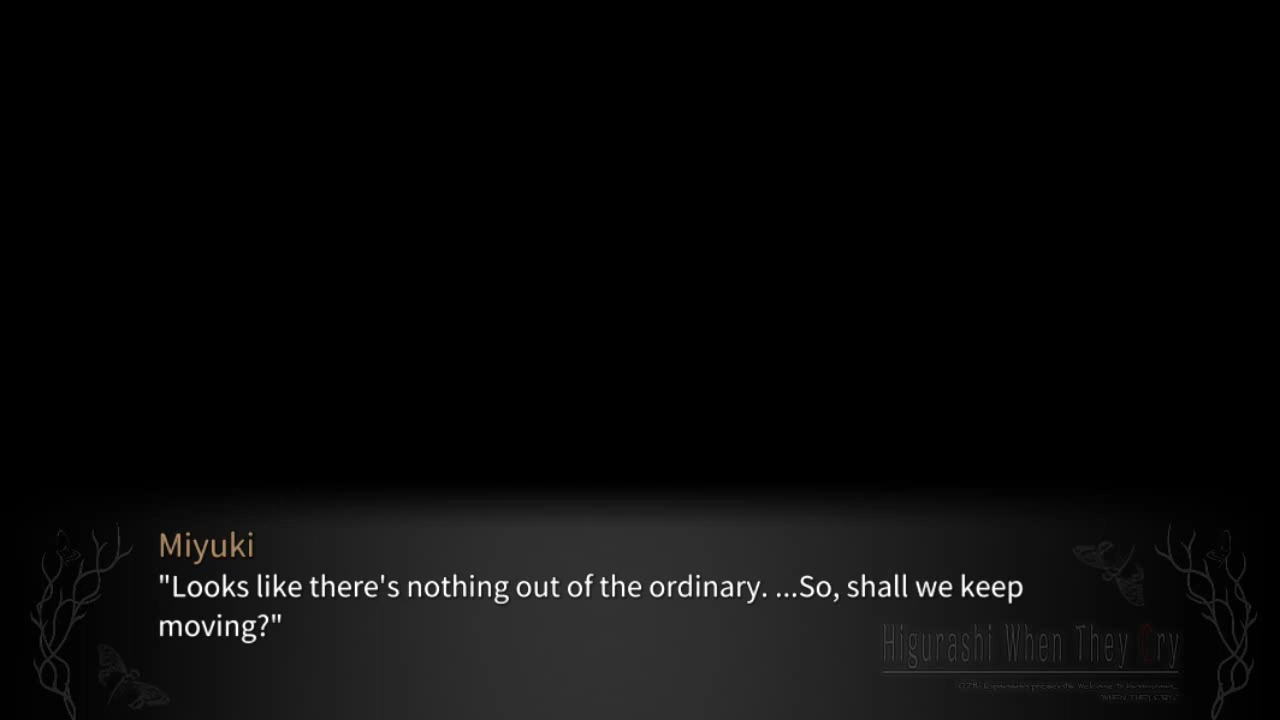 Miyuki
"Looks like there's nothing out of the ordinary. ...So, shall we keep
moving?"
Higurashi When They Cry